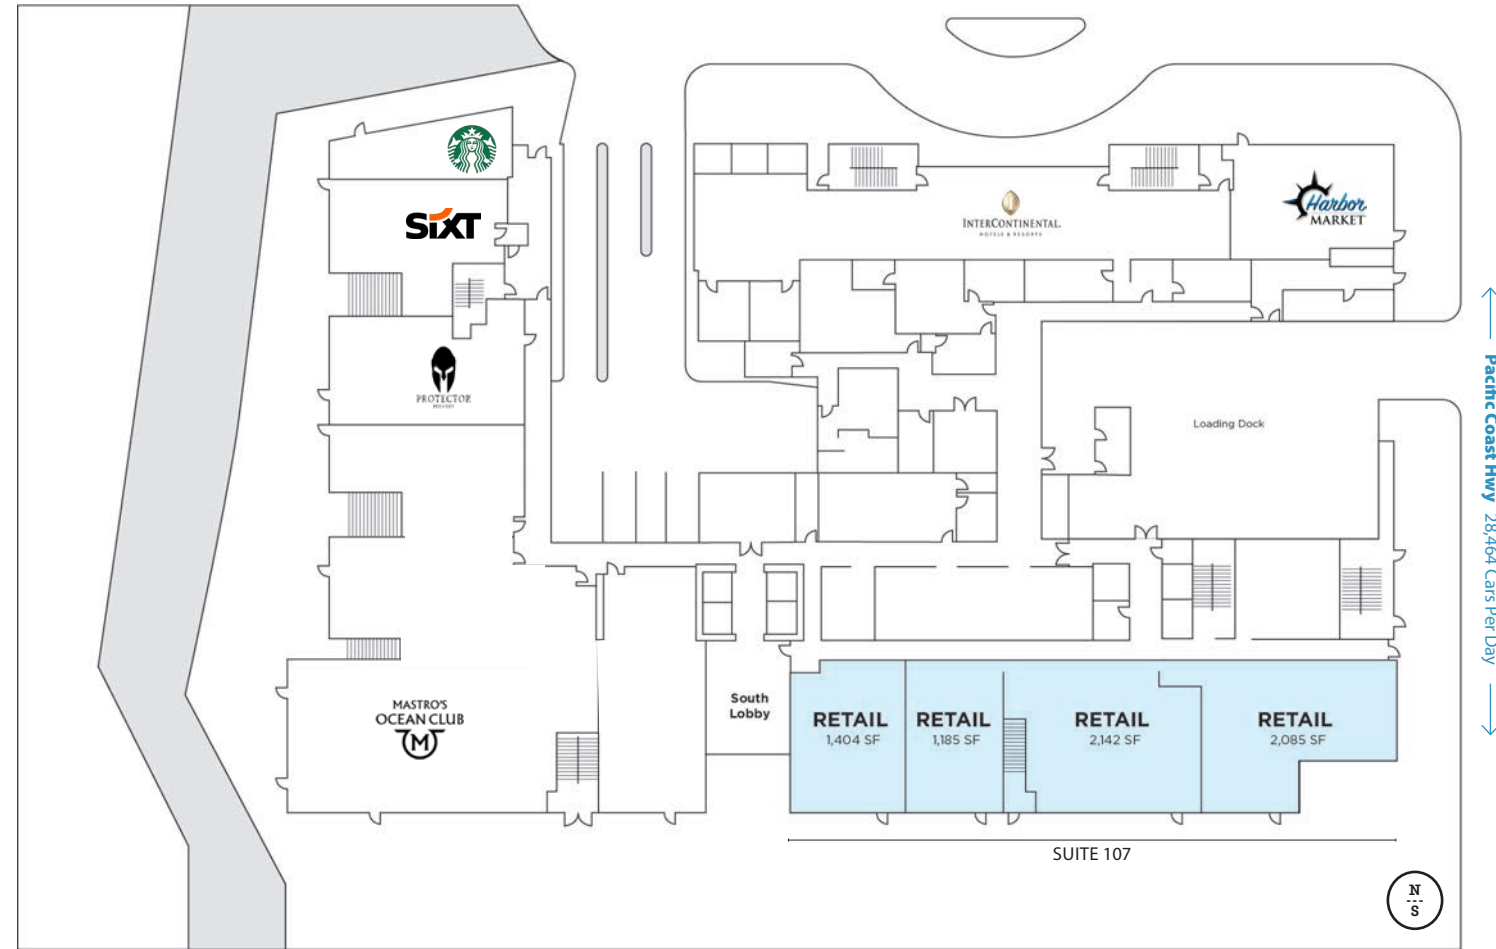 SIXT
PROTECTOR
BREWERY
MASTRO'S
OCEAN CLUB
M
INTERCONTINENTAL
HOTELS & RESORTS
Harbor
MARKET
Loading Dock
Pacific Coast Hwy 28,464 Cars Per Day
South
Lobby
RETAIL
1,404 SF
RETAIL
1,185 SF
RETAIL
2,142 SF
RETAIL
2,085 SF
SUITE 107
N
S